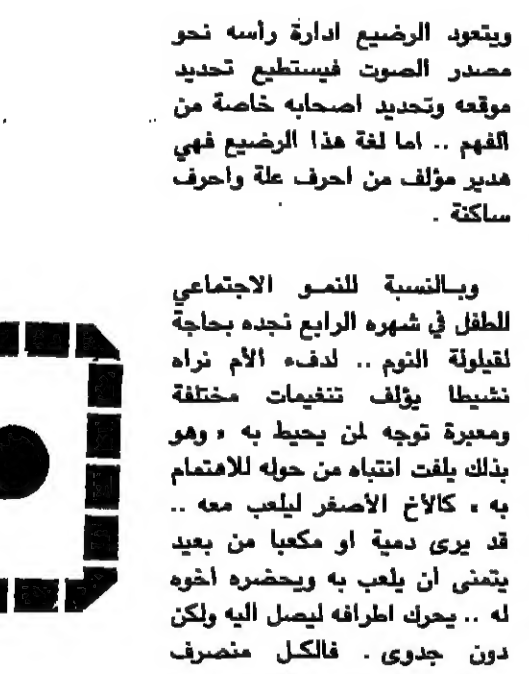 ويتعود الرضيع ادارة رأسه نحو
مصدر الصوت فيستطيع تحديد
موقعه وتحديد اصحابه خاصة من
ألفهم .. اما لغة هذا الرضيع فهي
هدير مؤلف من احرف علة واحرف
ساكنة .
وبالنسبة للنمو الاجتماعي
للطفل في شهره الرابع نجده بحاجة
لقيلولة النوم .. لدفء الأم نراه
نشيطا يؤلف تنغيمات مختلفة
ومعبرة توجه لمن يحيط به « وهو
بذلك يلفت انتباه من حوله للاهتمام
به » كالأخ الأصغر ليلعب معه ..
قد يرى دمية او مكعبا من بعيد
يتمنى ان يلعب به ويحضره أخوه
له .. يحرك اطرافه ليصل اليه ولكن
دون جدوى . فالكل منصرف